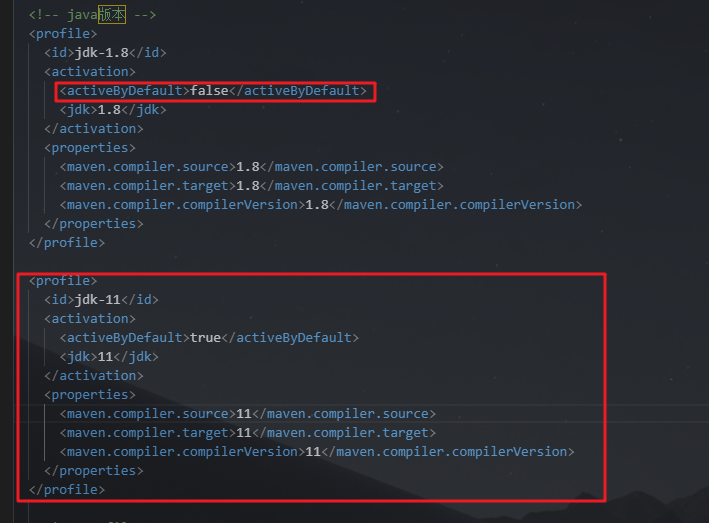 <!-- java版本 -->
<profile>
<id>jdk-1.8</id>
<activation>
<activeByDefault>false</activeByDefault>
<jdk>1.8</jdk>
</activation>
<properties>
<maven.compiler.source>1.8</maven.compiler.source>
<maven.compiler.target>1.8</maven.compiler.target>
<maven.compiler.compilerVersion>1.8</maven.compiler.compilerVersion>
</properties>
</profile>
<profile>
<id>jdk-11</id>
<activation>
<activeByDefault>true</activeByDefault>
<jdk>11</jdk>
</activation>
<properties>
<maven.compiler.source>11</maven.compiler.source>
<maven.compiler.target>11</maven.compiler.target>
<maven.compiler.compilerVersion>11</maven.compiler.compilerVersion>
</properties>
</profile>